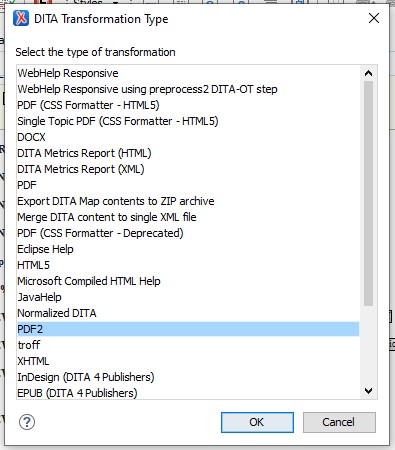 DITA Transformation Type
Select the type of transformation
WebHelp Responsive
WebHelp Responsive using preprocess2 DITA-OT step
PDF (CSS Formatter - HTML5)
Single Topic PDF (CSS Formatter - HTML5)
DOCX
DITA Metrics Report (HTML)
DITA Metrics Report (XML)
PDF
Export DITA Map contents to ZIP archive
Merge DITA content to single XML file
PDF (CSS Formatter - Deprecated)
Eclipse Help
HTML5
Microsoft Compiled HTML Help
JavaHelp
Normalized DITA
PDF2
troff
XHTML
InDesign (DITA 4 Publishers)
EPUB (DITA 4 Publishers)
OK
Cancel